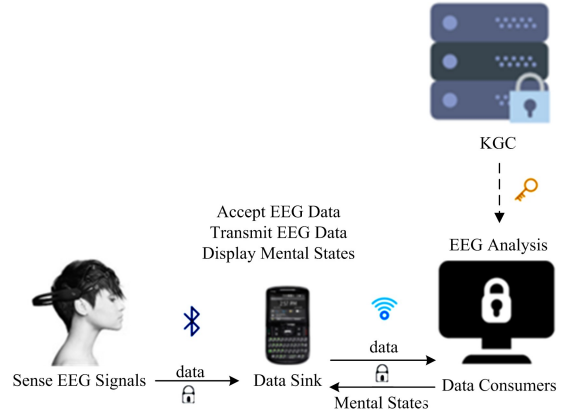 KGC
Accept EEG Data
Transmit EEG Data
Display Mental States
EEG Analysis
data
data
Sense EEG Signals
Data Sink
Data Consumers
Mental States